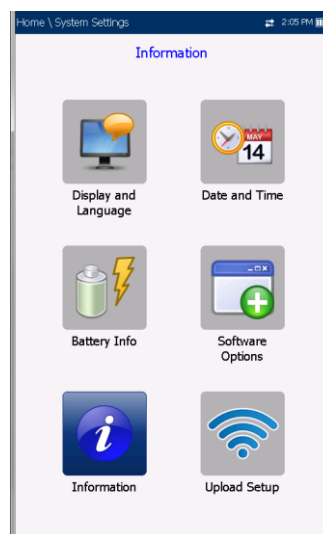 Home \ System Settings
2:05 PM
Information
Display and
Language
MAY
14
Date and Time
Battery Info
Software
Options
i
Information
Upload Setup